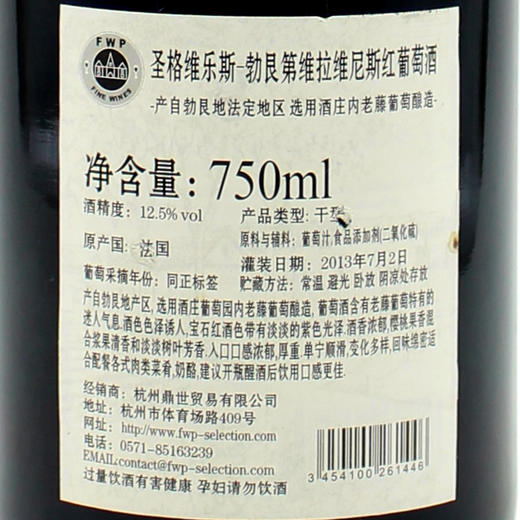 FWP
FINE WINES
圣格维乐斯-勃艮第维拉维尼斯红葡萄酒
-产自勃艮地法定地区 选用酒庄内老藤葡萄酿造-
净含量：750ml
酒精度：12.5% vol
产品类型：干型
原产国：法国
原料与辅料：葡萄汁,食品添加剂(二氧化硫)
灌装日期：2013年7月2日
葡萄采摘年份：同正标签
贮藏方法：常温 避光 卧放 阴凉处存放
产自勃艮地产区, 选用酒庄葡萄园内老藤葡萄酿造, 葡萄酒含有老藤葡萄特有的
迷人气息.酒色色泽诱人, 宝石红酒色带有淡淡的紫色光泽.酒香浓郁,樱桃果香混
合浆果清香和淡淡树叶芳香. 入口口感浓郁,厚重.单宁顺滑,变化多样,回味绵密适
合配餐各式肉类菜肴, 奶酪,建议开瓶醒酒后饮用口感更佳.
经销商：杭州鼎世贸易有限公司
地址：杭州市体育场路409号
网址：http://www.fwp-selection.com
电话：0571-85163239
EMAIL:contact@fwp-selection.com
过量饮酒有害健康 孕妇请勿饮酒
3 454100 261446